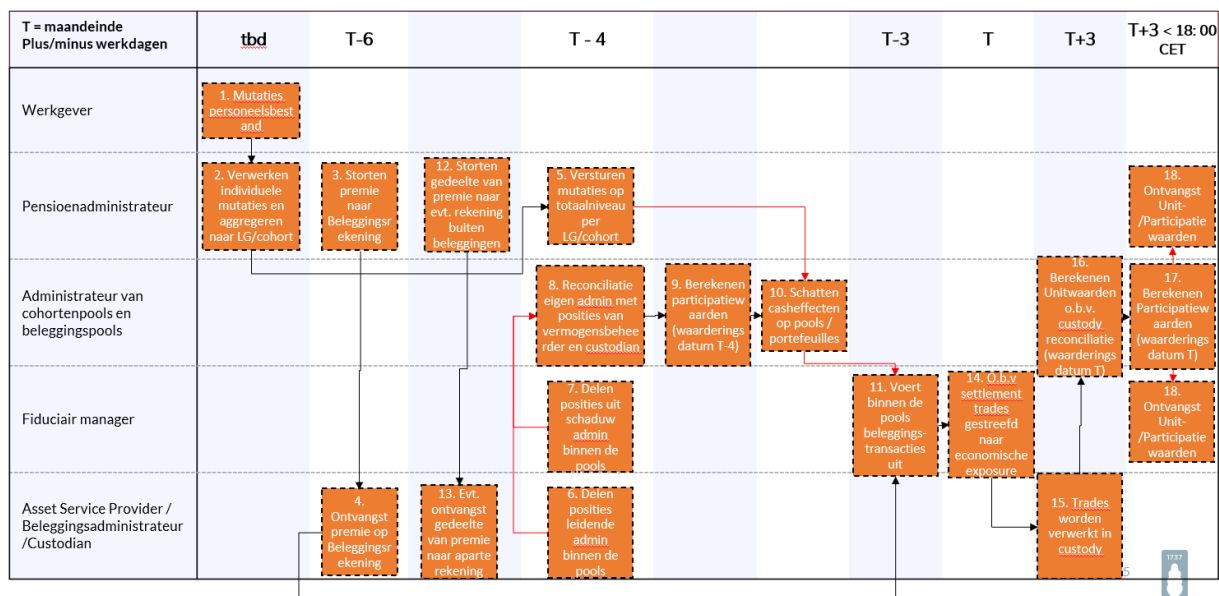 T = maandeinde
Plus/minus werkdagen
tbd
T-6
T - 4
T-3
T
T+3
T+3 < 18: 00
CET
Werkgever
1. Mutaties
personeelsbest
and
Pensioenadministrateur
2. Verwerken
individuele
mutaties en
aggregeren
naar LG/cohort
3. Storten
premie
naar
Beleggingsr
ekening
12. Storten
gedeelte van
premie naar
evt. rekening
buiten
beleggingen
5. Versturen
mutaties op
totaalniveau
per
LG/cohort
18.
Ontvangst
Unit-
/Participatie
waarden
Administrateur van
cohortenpools en
beleggingspools
8. Reconciliatie
eigen admin met
posities van
vermogensbehee
rder en custodian
9. Berekenen
participatiew
aarden
(waarderings
datum T-4)
10. Schatten
casheffecten
op pools /
portefeuilles
16.
Berekenen
Unitwaarden
o.b.v.
custody
reconciliatie
(waarderings
datum T)
17.
Berekenen
Participatiew
aarden
(waarderings
datum T)
Fiduciair manager
7. Delen
posities uit
schaduw
admin
binnen de
pools
11. Voert
binnen de
pools
beleggings-
transacties
uit
14. O.b.v
settlement
trades
gestreefd
naar
economische
exposure
18.
Ontvangst
Unit-
/Participatie
waarden
Asset Service Provider /
Beleggingsadministrateur
/Custodian
4.
Ontvangst
premie op
Beleggingsr
ekening
13. Evt.
ontvangst
gedeelte
van premie
naar aparte
rekening
6. Delen
posities
leidende
admin
binnen de
pools
15. Trades
worden
verwerkt in
custody
5
1737